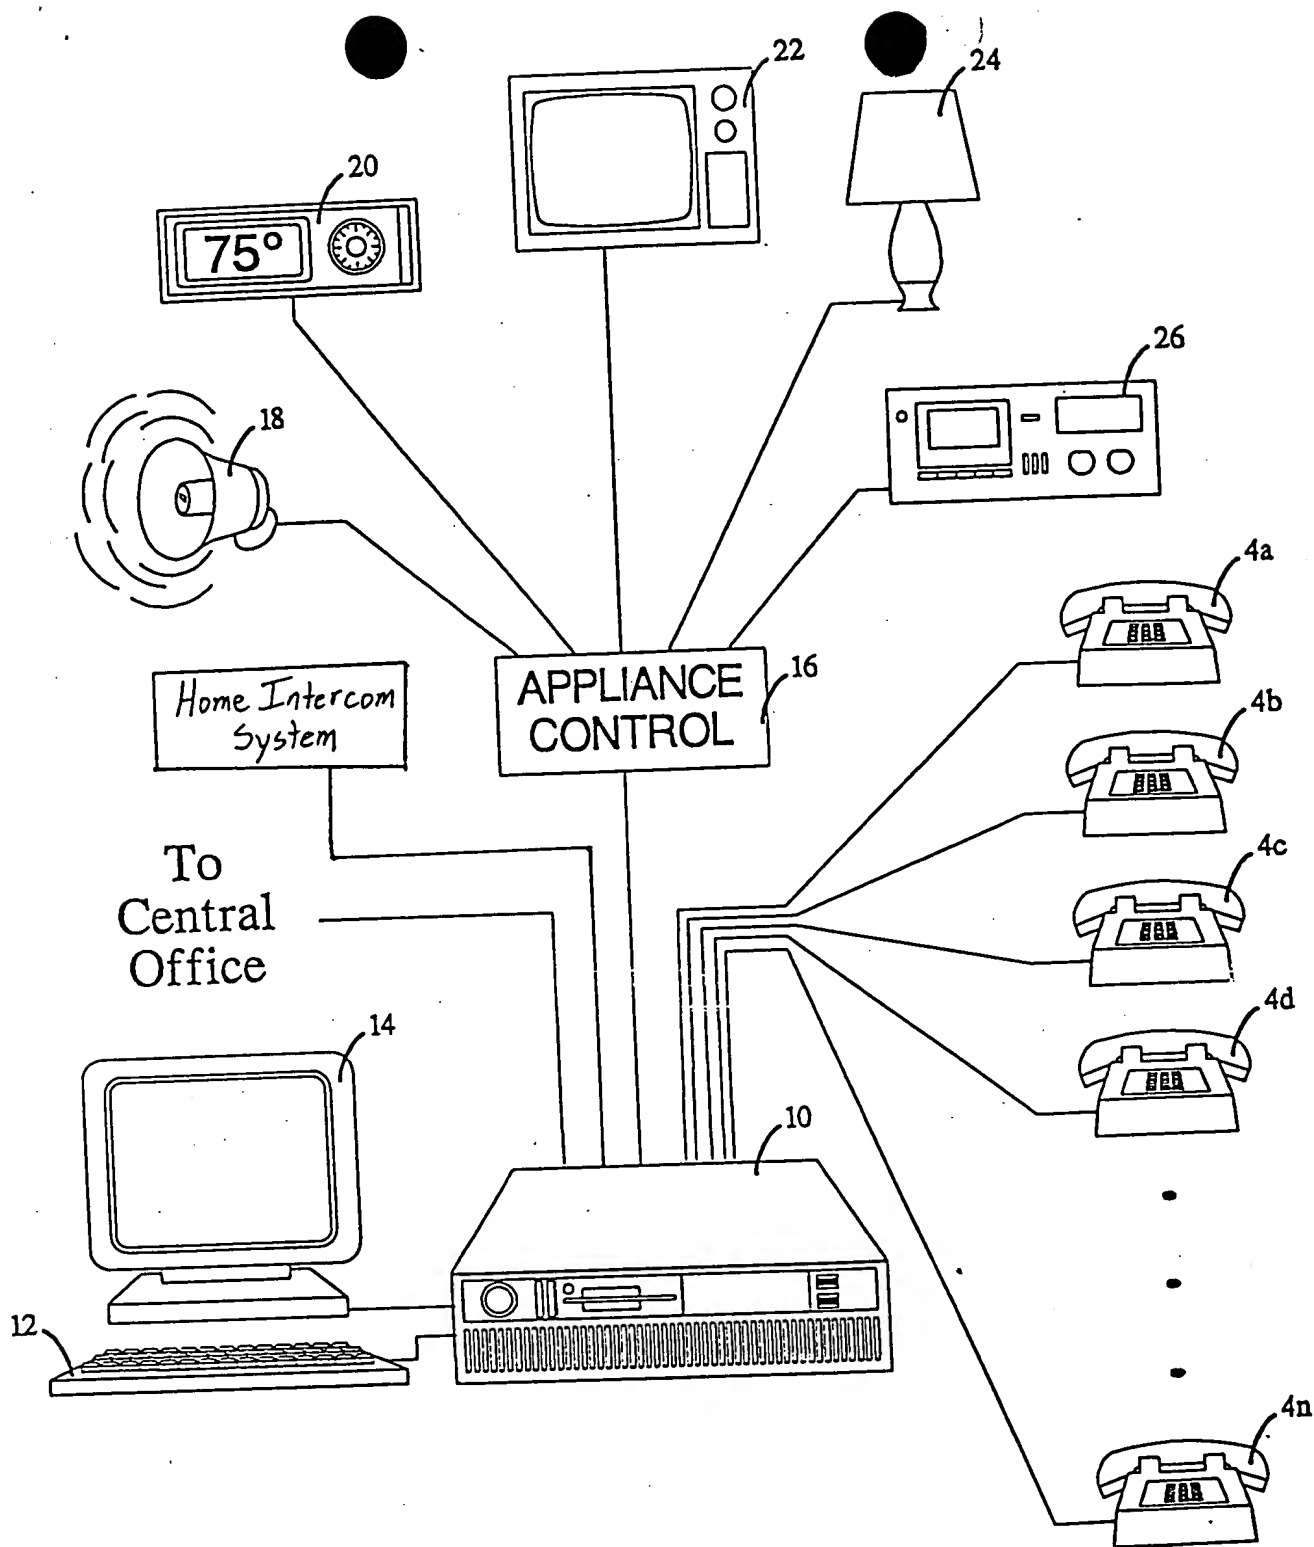 22
24
20
75°
26
18
4a
Home Intercom
System
APPLIANCE
CONTROL
16
4b
To
Central
Office
4c
4d
14
10
12
4n